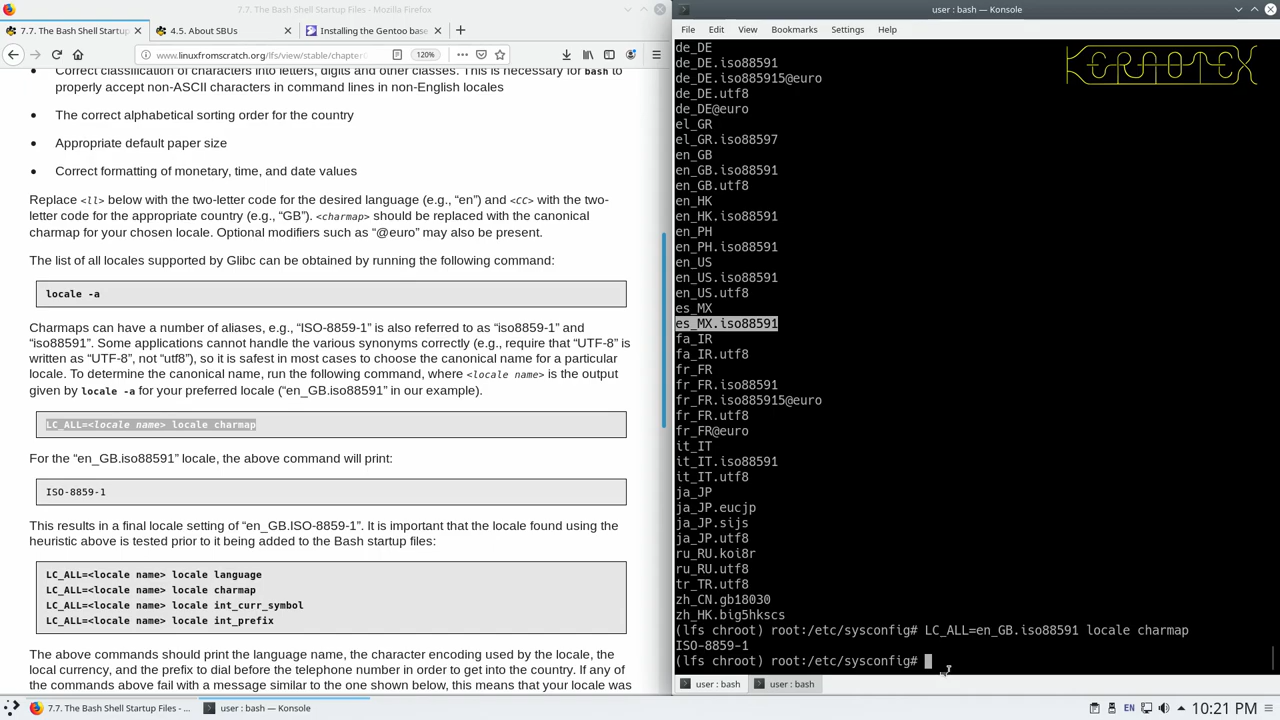 7.7. The Bash Shell Startup Files - Mozilla Firefox
7.7. The Bash Shell Startup
4.5. About SBUs
Installing the Gentoo base
www.linuxfromscratch.org/lfs/view/stable/chapter
120%
Correct classification of characters into letters, digits and other classes. This is necessary for bash to
properly accept non-ASCII characters in command lines in non-English locales
The correct alphabetical sorting order for the country
Appropriate default paper size
Correct formatting of monetary, time, and date values
Replace <ll> below with the two-letter code for the desired language (e.g., “en”) and <CC> with the two-
letter code for the appropriate country (e.g., “GB”). <charmap> should be replaced with the canonical
charmap for your chosen locale. Optional modifiers such as “@euro” may also be present.
The list of all locales supported by Glibc can be obtained by running the following command:
locale -a
Charmaps can have a number of aliases, e.g., “ISO-8859-1” is also referred to as “iso8859-1” and
“iso88591”. Some applications cannot handle the various synonyms correctly (e.g., require that “UTF-8” is
written as “UTF-8”, not “utf8”), so it is safest in most cases to choose the canonical name for a particular
locale. To determine the canonical name, run the following command, where <locale name> is the output
given by locale -a for your preferred locale (“en_GB.iso88591” in our example).
LC_ALL=<locale name> locale charmap
For the “en_GB.iso88591” locale, the above command will print:
ISO-8859-1
This results in a final locale setting of “en_GB.ISO-8859-1”. It is important that the locale found using the
heuristic above is tested prior to it being added to the Bash startup files:
LC_ALL=<locale name> locale language
LC_ALL=<locale name> locale charmap
LC_ALL=<locale name> locale int_curr_symbol
LC_ALL=<locale name> locale int_prefix
The above commands should print the language name, the character encoding used by the locale, the
local currency, and the prefix to dial before the telephone number in order to get into the country. If any of
the commands above fail with a message similar to the one shown below, this means that your locale was
user : bash — Konsole
File Edit View Bookmarks Settings Help
KERNOTEX
de_DE
de_DE.iso88591
de_DE.iso885915@euro
de_DE.utf8
de_DE@euro
el_GR
el_GR.iso88597
en_GB
en_GB.iso88591
en_GB.utf8
en_HK
en_HK.iso88591
en_PH
en_PH.iso88591
en_US
en_US.iso88591
en_US.utf8
es_MX
es_MX.iso88591
fa_IR
fa_IR.utf8
fr_FR
fr_FR.iso88591
fr_FR.iso885915@euro
fr_FR.utf8
fr_FR@euro
it_IT
it_IT.iso88591
it_IT.utf8
ja_JP
ja_JP.eucjp
ja_JP.sijs
ja_JP.utf8
ru_RU.koi8r
ru_RU.utf8
tr_TR.utf8
zh_CN.gb18030
zh_HK.big5hkscs
(lfs chroot) root:/etc/sysconfig# LC_ALL=en_GB.iso88591 locale charmap
ISO-8859-1
(lfs chroot) root:/etc/sysconfig#
user : bash
user : bash
7.7. The Bash Shell Startup Files - ...
user : bash — Konsole
EN
10:21 PM